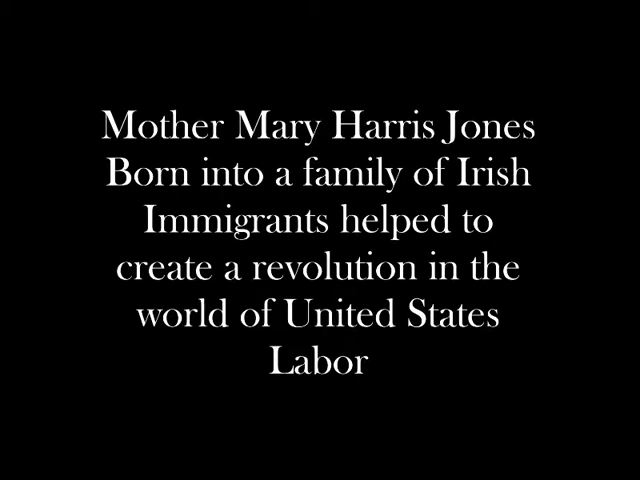 Mother Mary Harris Jones
Born into a family of Irish
Immigrants helped to
create a revolution in the
world of United States
Labor